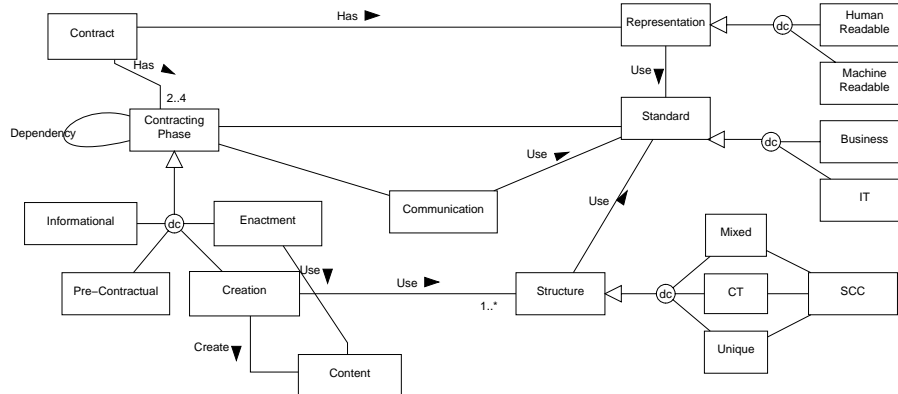 Has
Contract
Representation
Human
Readable
dc
Has
Use
Machine
Readable
2..4
Contracting
Phase
Dependency
Standard
dc
Business
Use
IT
Communication
Use
Informational
dc
Enactment
Mixed
Pre−Contractual
Creation
Use
Use
1..*
Structure
dc
CT
SCC
Create
Unique
Content